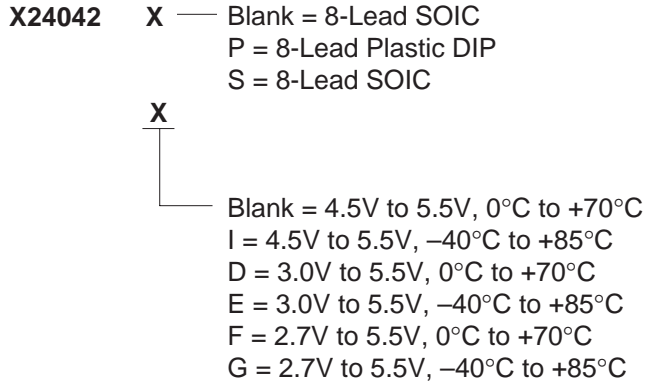 X24042 X Blank = 8-Lead SOIC
P = 8-Lead Plastic DIP
S = 8-Lead SOIC
X
Blank = 4.5V to 5.5V, 0°C to +70°C
I = 4.5V to 5.5V, –40°C to +85°C
D = 3.0V to 5.5V, 0°C to +70°C
E = 3.0V to 5.5V, –40°C to +85°C
F = 2.7V to 5.5V, 0°C to +70°C
G = 2.7V to 5.5V, –40°C to +85°C